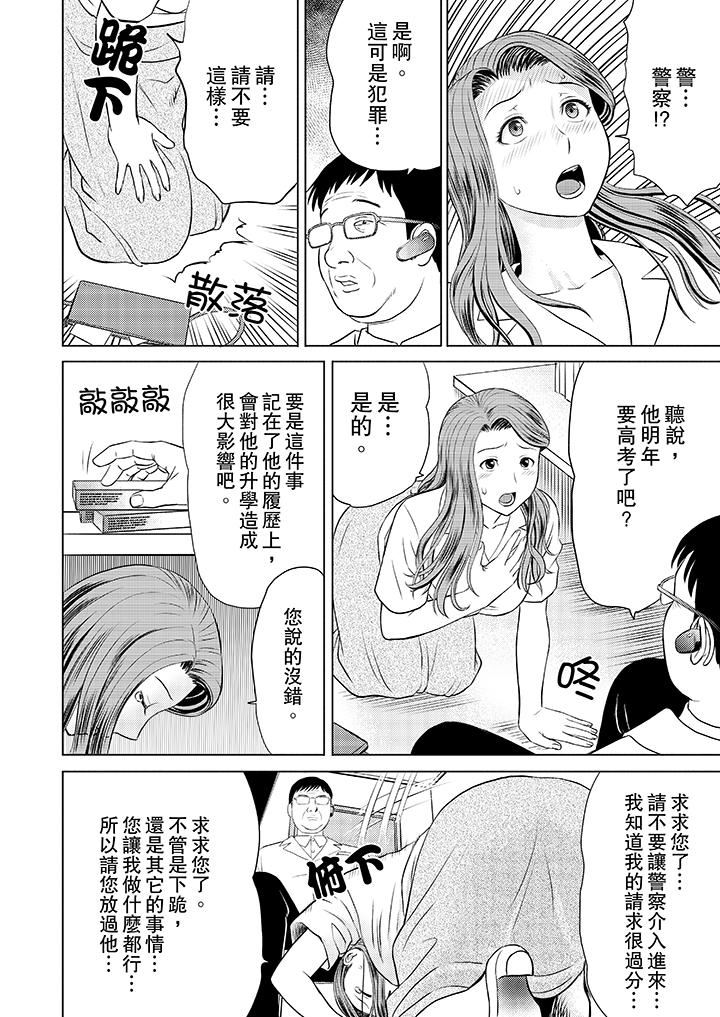 警…
警察!?
是啊。
這可是犯罪…
請…
請不要
這樣…
跪下
散落
聽說，
他明年
要高考了吧？
是…
是的。
咚
要是這件事
記在了他的履歷上，
會對他的升學造成
很大影響吧。
敲敲敲
您說的沒錯。
求求您了…
請不要讓警察介入進來…
我知道我的請求很過分…
俯下
求求您了。
不管是下跪，
還是其它的事情…
您讓我做什麼都行…
所以請您放過他…